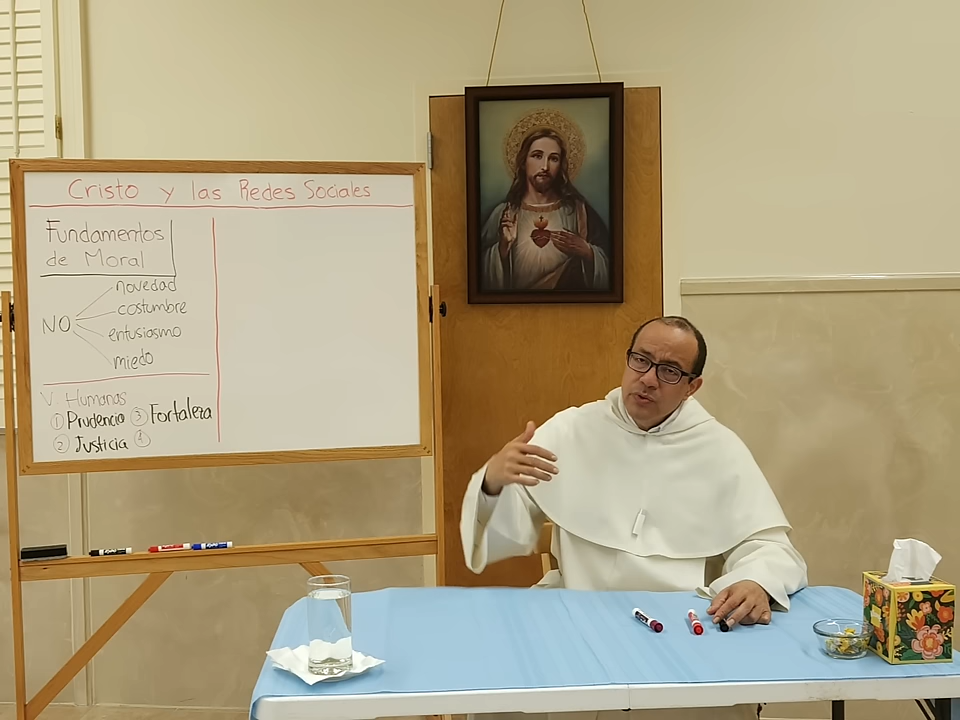 Cristo y las Redes Sociales
Fundamentos
de Moral
NO
novedad
costumbre
entusiasmo
miedo
V. Humanas
① Prudencia ③ Fortaleza
② Justicia ④